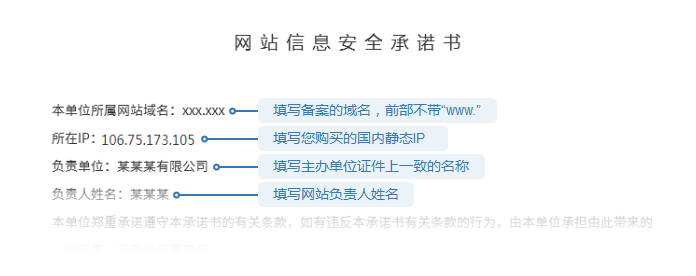 网站信息安全承诺书
本单位所属网站域名：xxx.xxx 填写备案的域名，前部不带“www.”
所在IP：106.75.173.105 填写您购买的国内静态IP
负责单位：某某某有限公司 填写主办单位证件上一致的名称
负责人姓名：某某某 填写网站负责人姓名
本单位郑重承诺遵守本承诺书的有关条款，如有违反本承诺书有关条款的行为，由本单位承担由此带来的